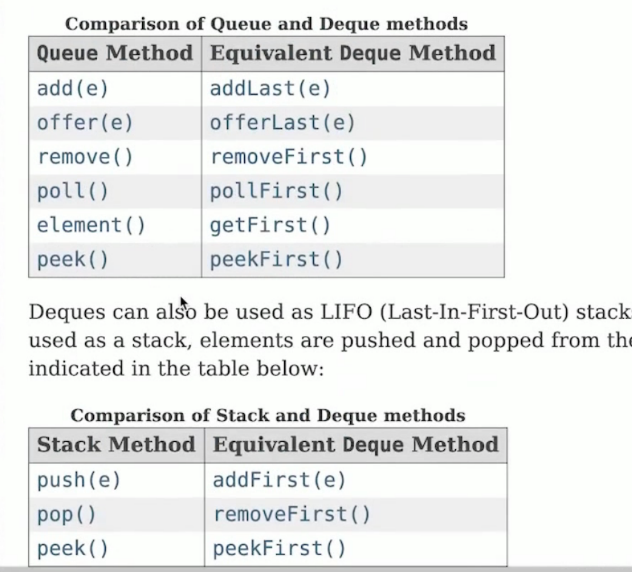 Comparison of Queue and Deque methods
Queue Method Equivalent Deque Method
add(e) addLast(e)
offer(e) offerLast(e)
remove() removeFirst()
poll() pollFirst()
element() getFirst()
peek() peekFirst()
Deques can also be used as LIFO (Last-In-First-Out) stack
used as a stack, elements are pushed and popped from the
indicated in the table below:
Comparison of Stack and Deque methods
Stack Method Equivalent Deque Method
push(e) addFirst(e)
pop() removeFirst()
peek() peekFirst()